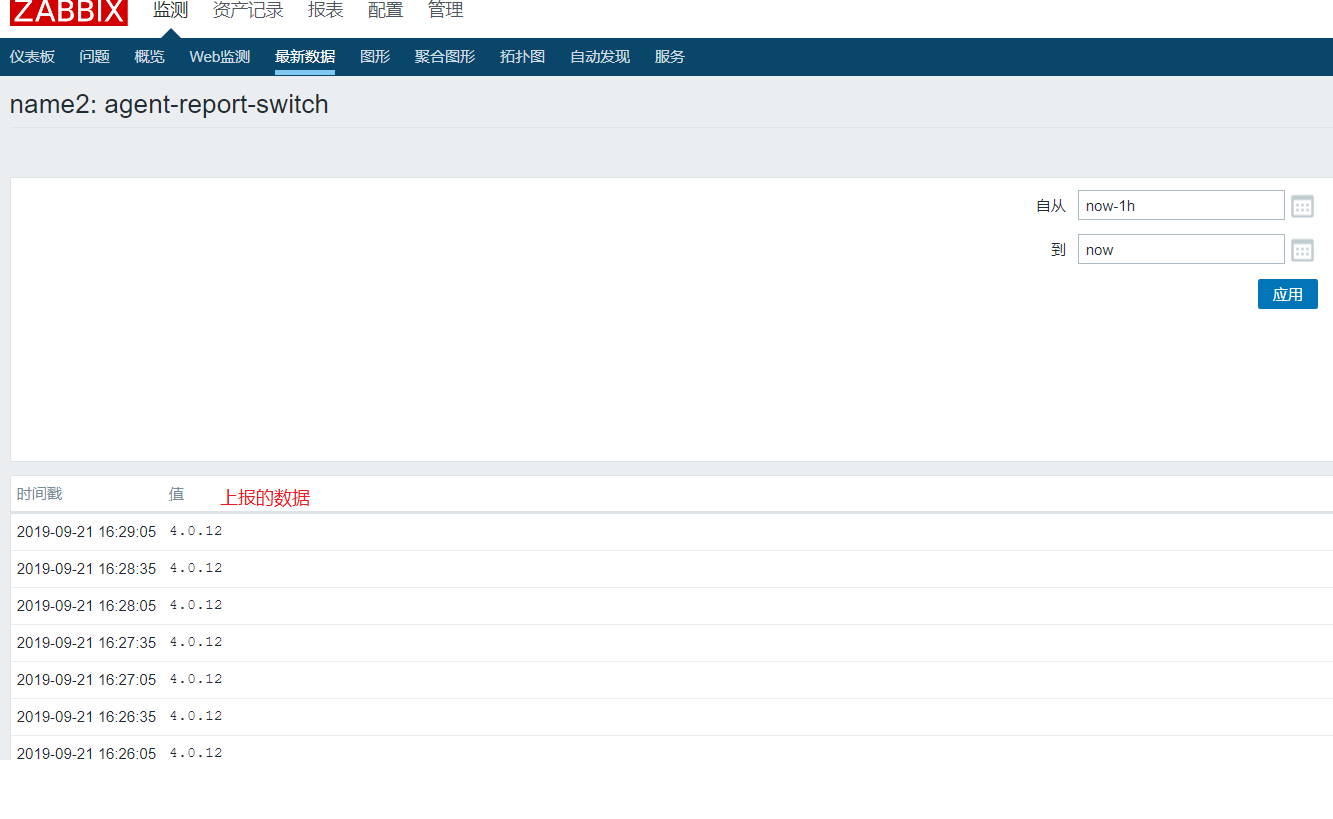 ZABBIX 监测 资产记录 报表 配置 管理
仪表板 问题 概览 Web监测 最新数据 图形 聚合图形 拓扑图 自动发现 服务
name2: agent-report-switch
自从 now-1h
到 now
应用
时间戳 值 上报的数据
2019-09-21 16:29:05 4.0.12
2019-09-21 16:28:35 4.0.12
2019-09-21 16:28:05 4.0.12
2019-09-21 16:27:35 4.0.12
2019-09-21 16:27:05 4.0.12
2019-09-21 16:26:35 4.0.12
2019-09-21 16:26:05 4.0.12